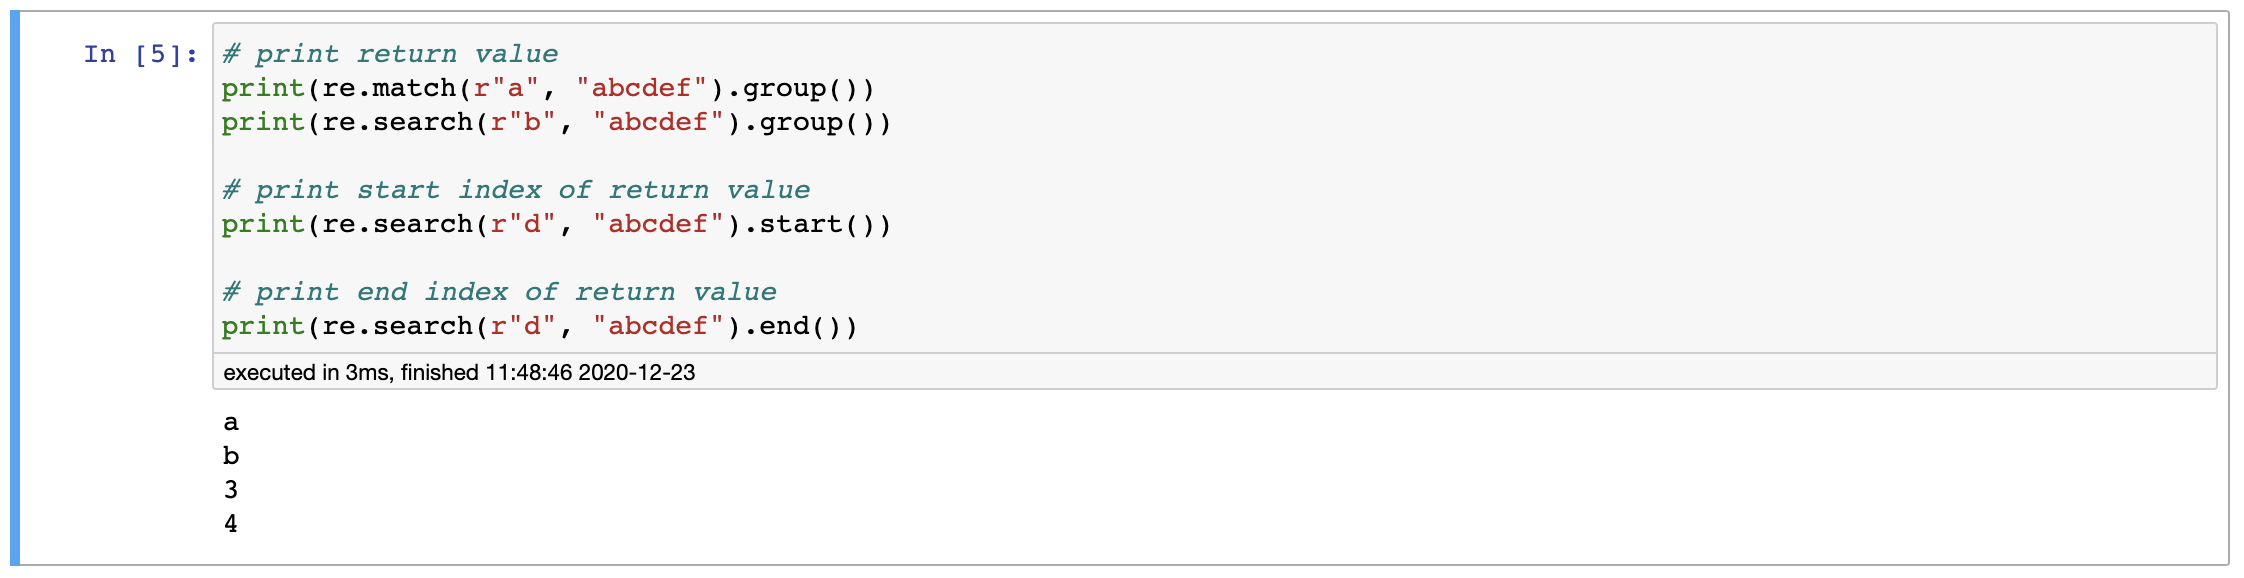 In [5]:
# print return value
print(re.match(r"a", "abcdef").group())
print(re.search(r"b", "abcdef").group())
# print start index of return value
print(re.search(r"d", "abcdef").start())
# print end index of return value
print(re.search(r"d", "abcdef").end())
executed in 3ms, finished 11:48:46 2020-12-23
a
b
3
4